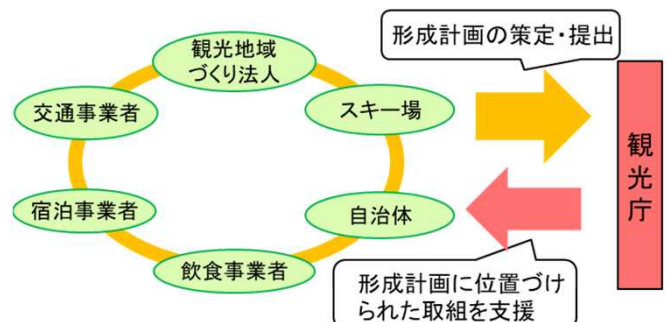 形成計画の策定・提出
観光地域
づくり法人
交通事業者
スキー場
観光庁
宿泊事業者
自治体
飲食事業者
形成計画に位置づけ
られた取組を支援